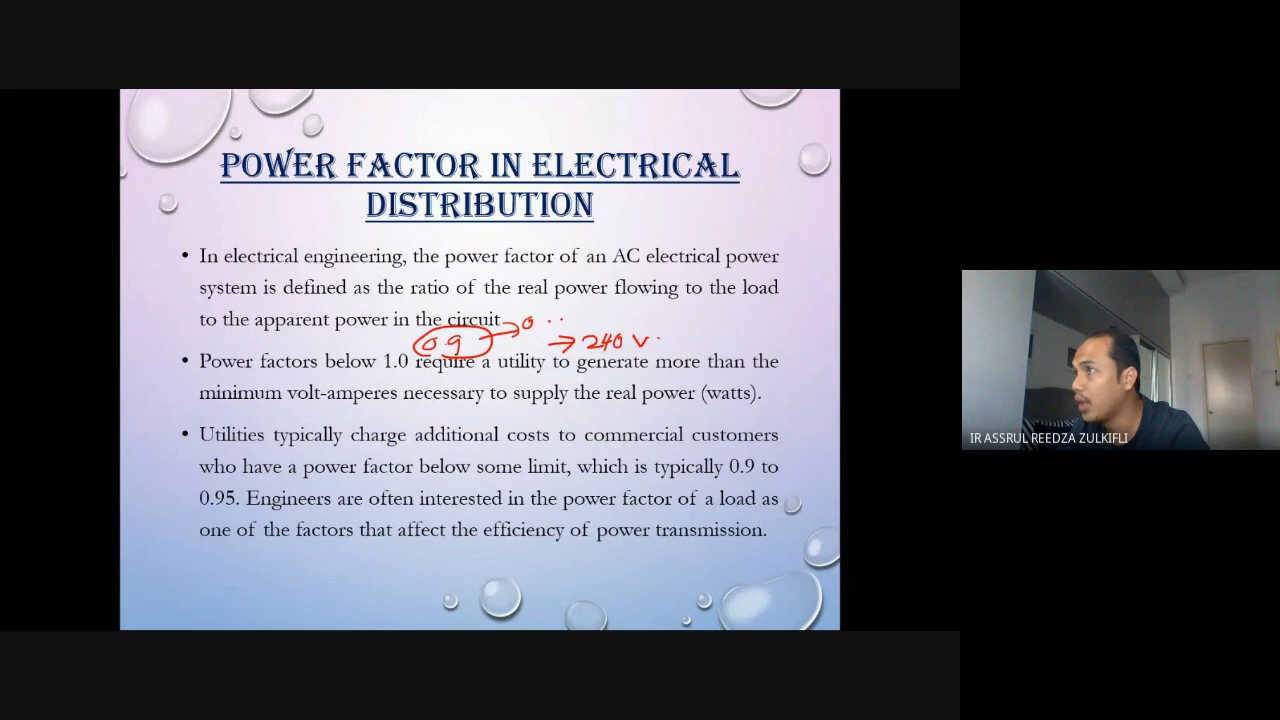 POWER FACTOR IN ELECTRICAL
DISTRIBUTION
• In electrical engineering, the power factor of an AC electrical power
system is defined as the ratio of the real power flowing to the load
to the apparent power in the circuit
0.9 → 0 ..
→ 240 V.
• Power factors below 1.0 require a utility to generate more than the
minimum volt-amperes necessary to supply the real power (watts).
• Utilities typically charge additional costs to commercial customers
who have a power factor below some limit, which is typically 0.9 to
0.95. Engineers are often interested in the power factor of a load as
one of the factors that affect the efficiency of power transmission.
IR ASSRUL REEDZA ZULKIFLI